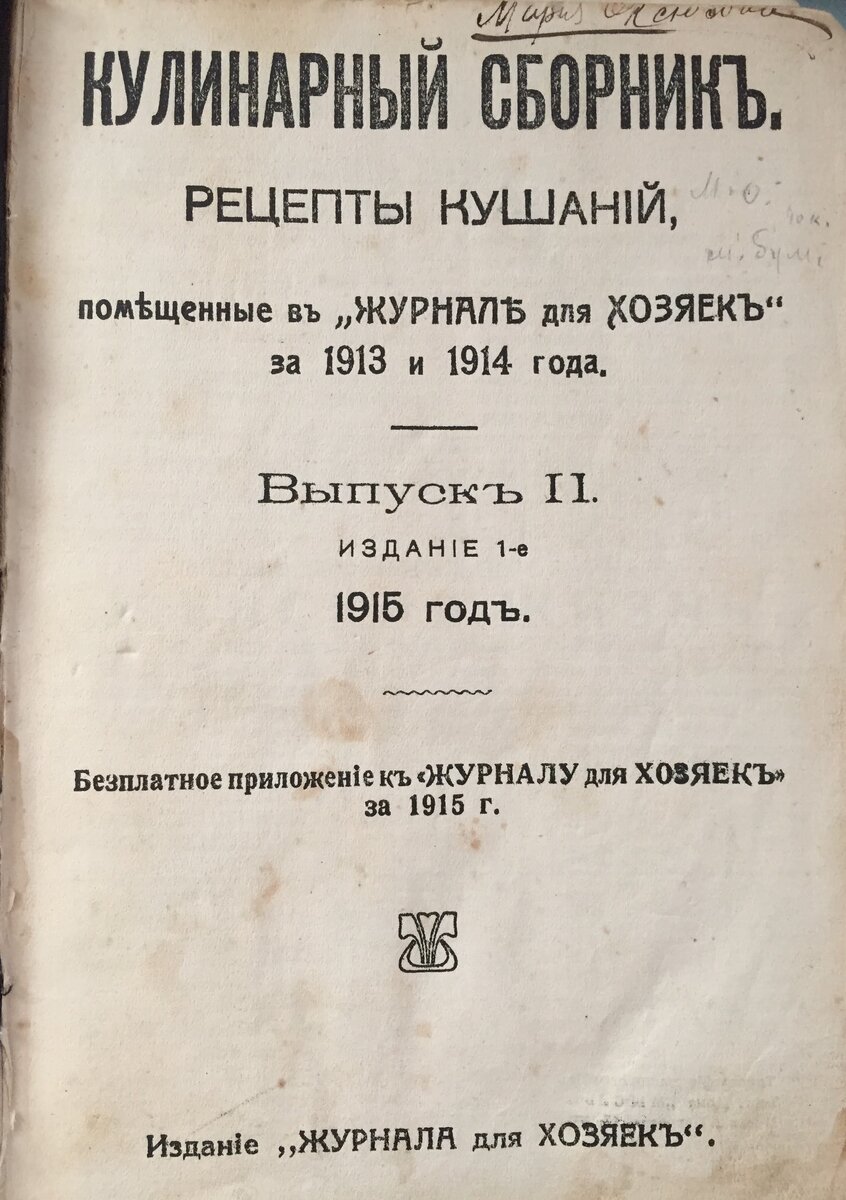 Мария
КУЛИНАРНЫЙ СБОРНИКЪ.
РЕЦЕПТЫ КУШАНІЙ,
М. О.
помѣщенные въ „ЖУРНАЛѢ для ХОЗЯЕКЪ“
за 1913 и 1914 года.
Выпускъ II.
ИЗДАНІЕ 1-е
1915 годъ.
Безплатное приложеніе къ «ЖУРНАЛУ для ХОЗЯЕКЪ»
за 1915 г.
Изданіе „ЖУРНАЛА для ХОЗЯЕКЪ“.